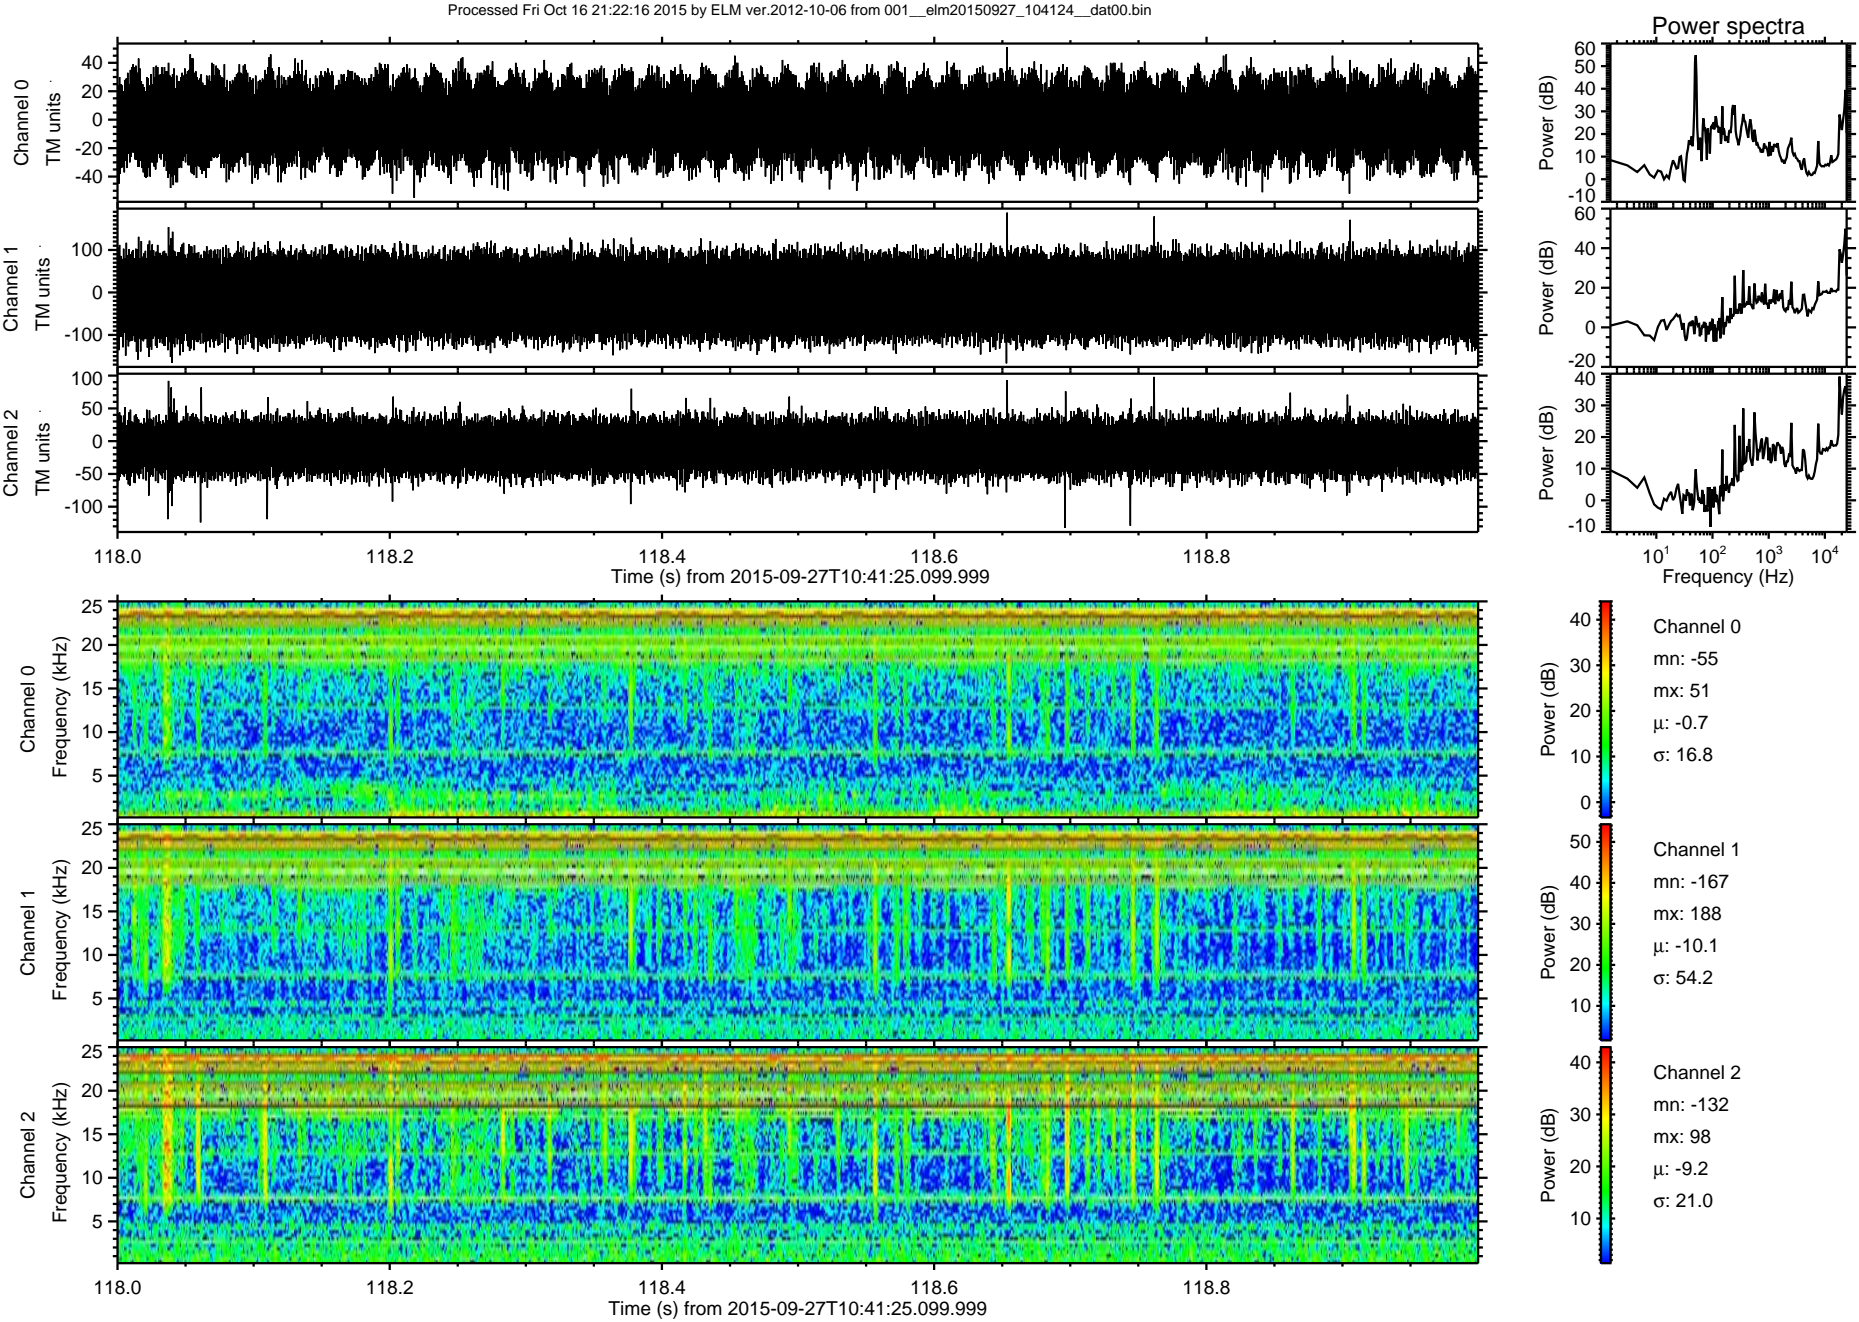 Processed Fri Oct 16 21:22:16 2015 by ELM ver.2012-10-06 from 001__elm20150927_104124__dat00.bin
Power spectra
Channel 0
TM units
40
20
0
-20
-40
Power (dB)
60
50
40
30
20
10
0
-10
Channel 1
TM units
100
0
-100
Power (dB)
60
40
20
0
-20
Channel 2
TM units
100
50
0
-50
-100
Power (dB)
40
30
20
10
0
-10
118.0 118.2 118.4 118.6 118.8
Time (s) from 2015-09-27T10:41:25.099.999
10¹ 10² 10³ 10⁴
Frequency (Hz)
Channel 0
Frequency (kHz)
25
20
15
10
5
Power (dB)
40
30
20
10
0
Channel 0
mn: -55
mx: 51
μ: -0.7
σ: 16.8
Channel 1
Frequency (kHz)
25
20
15
10
5
Power (dB)
50
40
30
20
10
Channel 1
mn: -167
mx: 188
μ: -10.1
σ: 54.2
Channel 2
Frequency (kHz)
25
20
15
10
5
Power (dB)
40
30
20
10
Channel 2
mn: -132
mx: 98
μ: -9.2
σ: 21.0
118.0 118.2 118.4 118.6 118.8
Time (s) from 2015-09-27T10:41:25.099.999